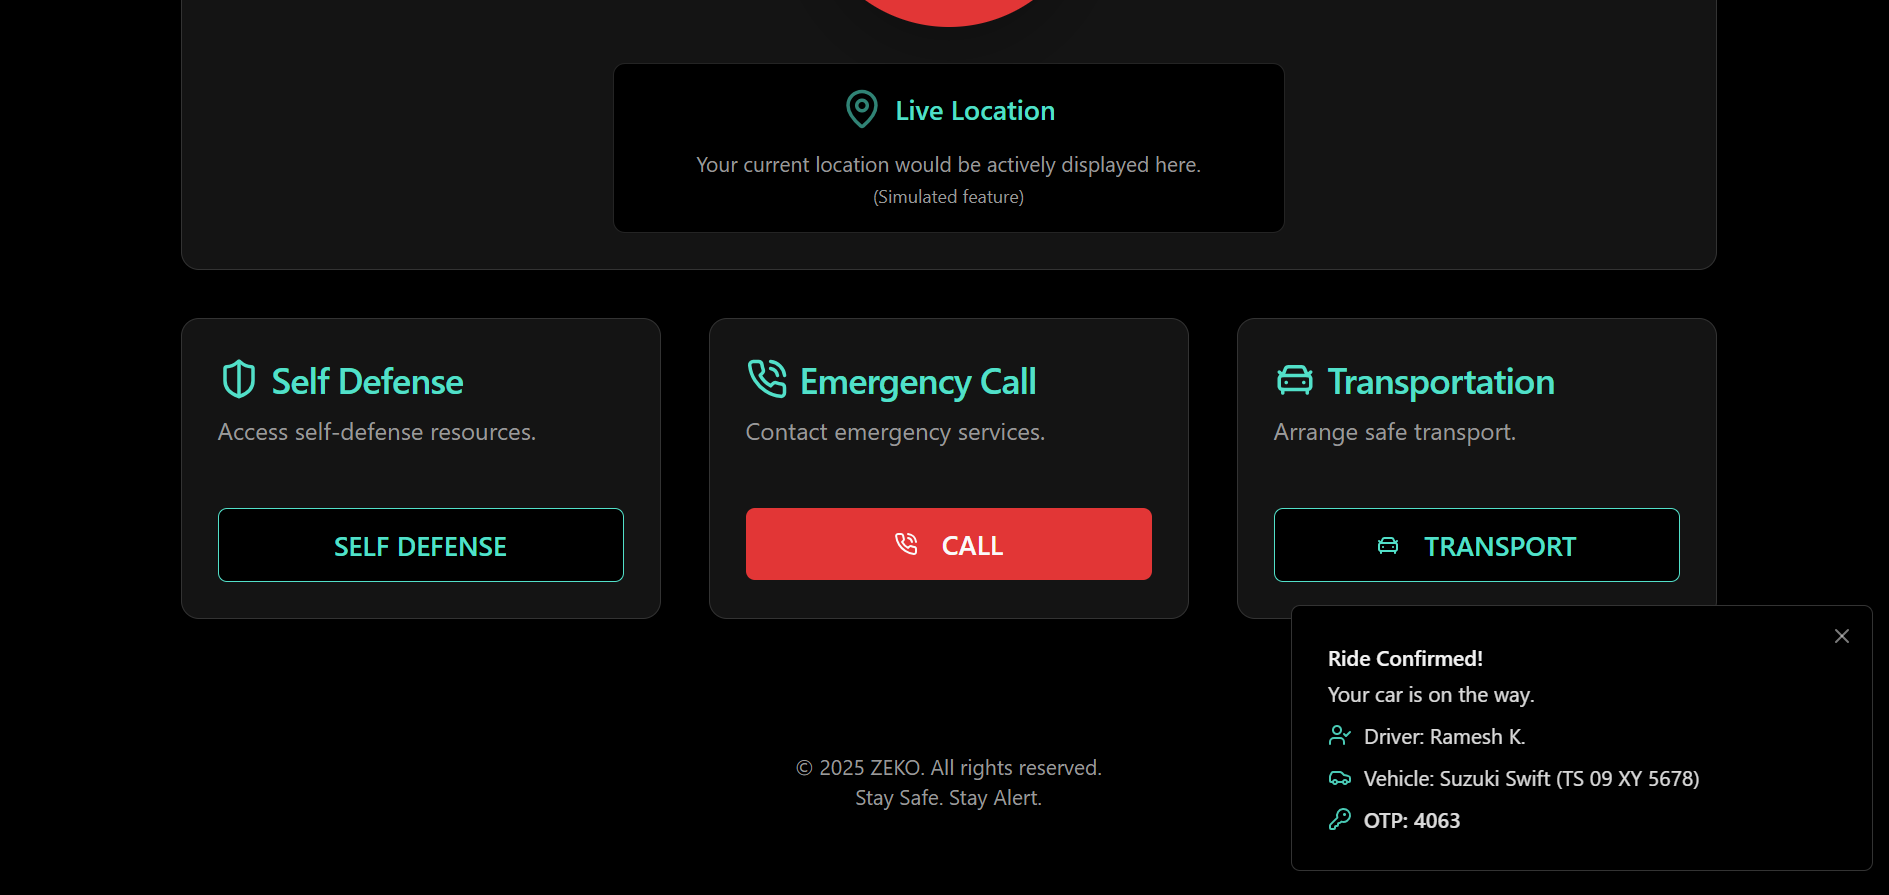 Live Location
Your current location would be actively displayed here.
(Simulated feature)
Self Defense
Access self-defense resources.
SELF DEFENSE
Emergency Call
Contact emergency services.
CALL
Transportation
Arrange safe transport.
TRANSPORT
Ride Confirmed!
Your car is on the way.
Driver: Ramesh K.
Vehicle: Suzuki Swift (TS 09 XY 5678)
OTP: 4063
© 2025 ZEKO. All rights reserved.
Stay Safe. Stay Alert.